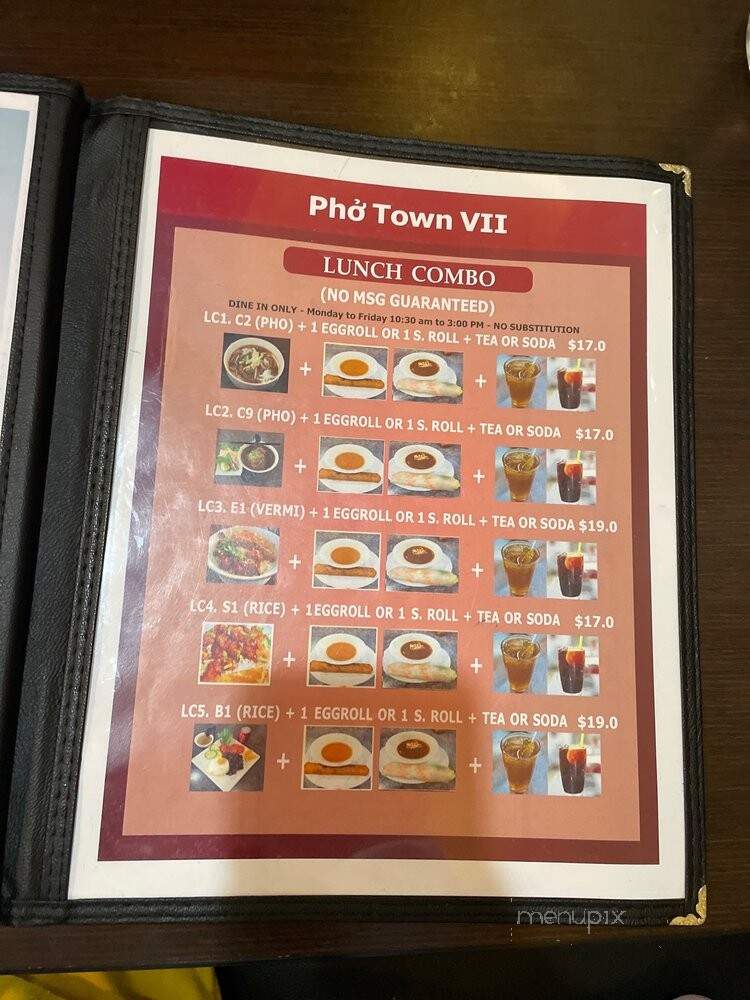 Phở Town VII
LUNCH COMBO
(NO MSG GUARANTEED)
DINE IN ONLY - Monday to Friday 10:30 am to 3:00 PM - NO SUBSTITUTION
LC1. C2 (PHO) + 1 EGGROLL OR 1 S. ROLL + TEA OR SODA $17.0
+ +
LC2. C9 (PHO) + 1 EGGROLL OR 1 S. ROLL + TEA OR SODA $17.0
+ +
LC3. E1 (VERMI) + 1 EGGROLL OR 1 S. ROLL + TEA OR SODA $19.0
+ +
LC4. S1 (RICE) + 1EGGROLL OR 1 S. ROLL + TEA OR SODA $17.0
+ +
LC5. B1 (RICE) + 1 EGGROLL OR 1 S. ROLL + TEA OR SODA $19.0
+ +
menupix